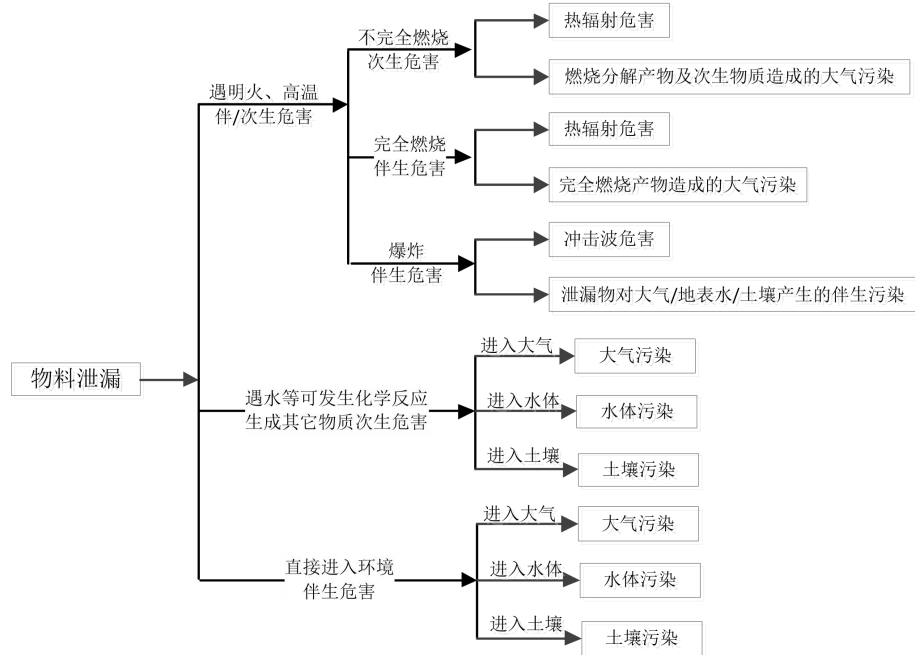 物料泄漏
遇明火、高温
伴/次生危害
不完全燃烧
次生危害
热辐射危害
燃烧分解产物及次生物质造成的大气污染
完全燃烧
伴生危害
热辐射危害
完全燃烧产物造成的大气污染
爆炸
伴生危害
冲击波危害
泄漏物对大气/地表水/土壤产生的伴生污染
遇水等可发生化学反应
生成其它物质次生危害
进入大气
大气污染
进入水体
水体污染
进入土壤
土壤污染
直接进入环境
伴生危害
进入大气
大气污染
进入水体
水体污染
进入土壤
土壤污染